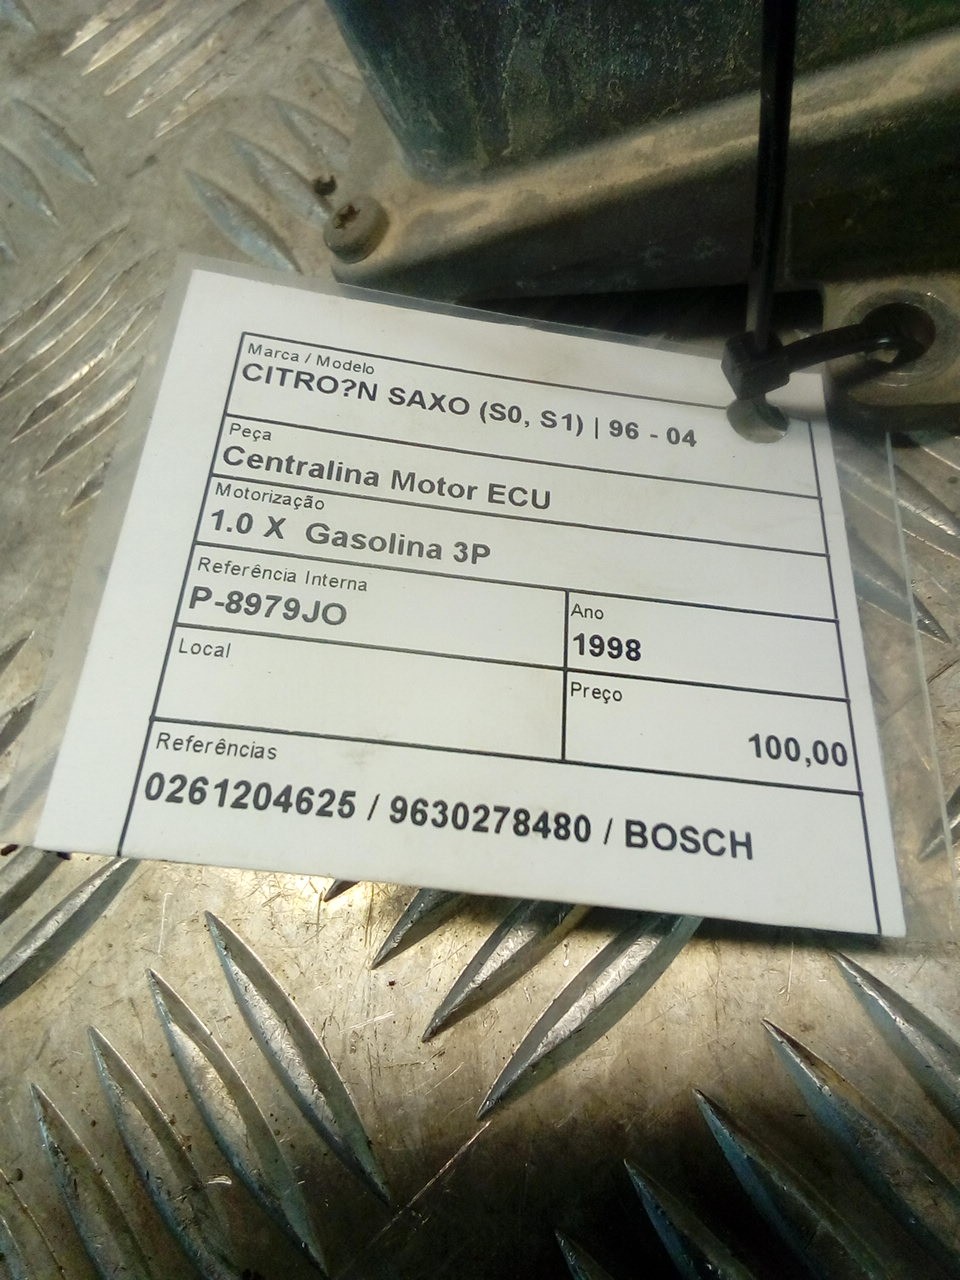 Marca / Modelo
CITRO?N SAXO (S0, S1) | 96 - 04
Peça
Centralina Motor ECU
Motorização
1.0 X  Gasolina 3P
Referência Interna
P-8979JO
Ano
1998
Local
Preço
100,00
Referências
0261204625 / 9630278480 / BOSCH